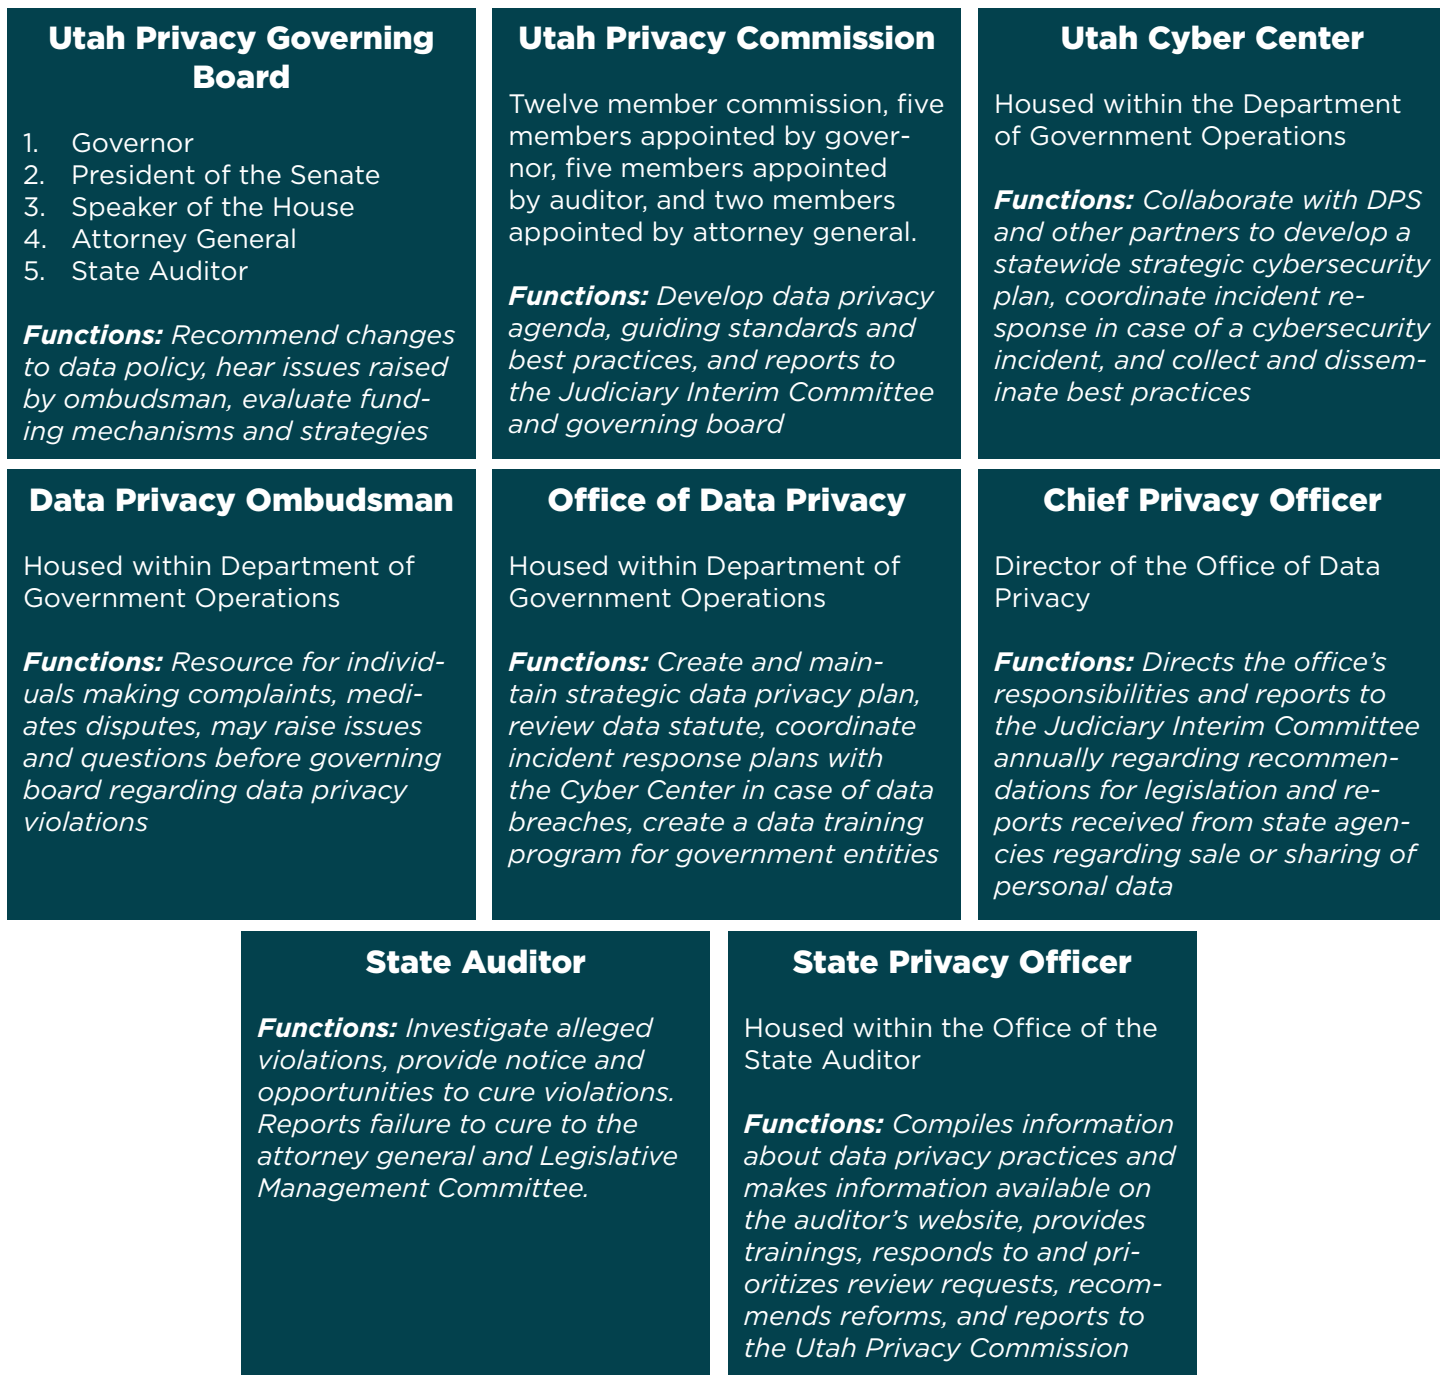 Utah Privacy Governing
Board
1. Governor
2. President of the Senate
3. Speaker of the House
4. Attorney General
5. State Auditor
Functions: Recommend changes
to data policy, hear issues raised
by ombudsman, evaluate fund-
ing mechanisms and strategies
Utah Privacy Commission
Twelve member commission, five
members appointed by gover-
nor, five members appointed
by auditor, and two members
appointed by attorney general.
Functions: Develop data privacy
agenda, guiding standards and
best practices, and reports to
the Judiciary Interim Committee
and governing board
Utah Cyber Center
Housed within the Department
of Government Operations
Functions: Collaborate with DPS
and other partners to develop a
statewide strategic cybersecurity
plan, coordinate incident re-
sponse in case of a cybersecurity
incident, and collect and dissem-
inate best practices
Data Privacy Ombudsman
Housed within Department of
Government Operations
Functions: Resource for individ-
uals making complaints, medi-
ates disputes, may raise issues
and questions before governing
board regarding data privacy
violations
Office of Data Privacy
Housed within Department of
Government Operations
Functions: Create and main-
tain strategic data privacy plan,
review data statute, coordinate
incident response plans with
the Cyber Center in case of data
breaches, create a data training
program for government entities
Chief Privacy Officer
Director of the Office of Data
Privacy
Functions: Directs the office's
responsibilities and reports to
the Judiciary Interim Committee
annually regarding recommen-
dations for legislation and re-
ports received from state agen-
cies regarding sale or sharing of
personal data
State Auditor
Functions: Investigate alleged
violations, provide notice and
opportunities to cure violations.
Reports failure to cure to the
attorney general and Legislative
Management Committee.
State Privacy Officer
Housed within the Office of the
State Auditor
Functions: Compiles information
about data privacy practices and
makes information available on
the auditor's website, provides
trainings, responds to and pri-
oritizes review requests, recom-
mends reforms, and reports to
the Utah Privacy Commission